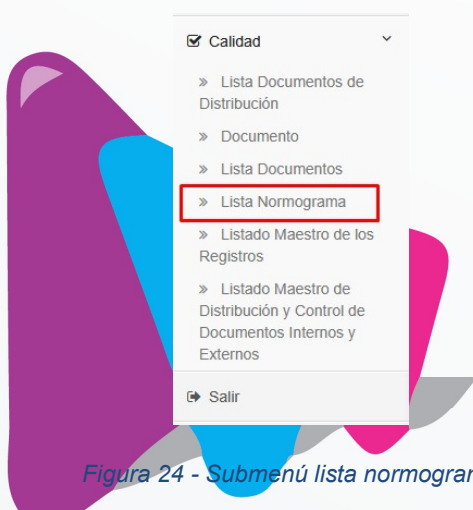 Calidad
» Lista Documentos de
Distribución
» Documento
» Lista Documentos
» Lista Normograma
» Listado Maestro de los
Registros
» Listado Maestro de
Distribución y Control de
Documentos Internos y
Externos
Salir
Figura 24 - Submenú lista